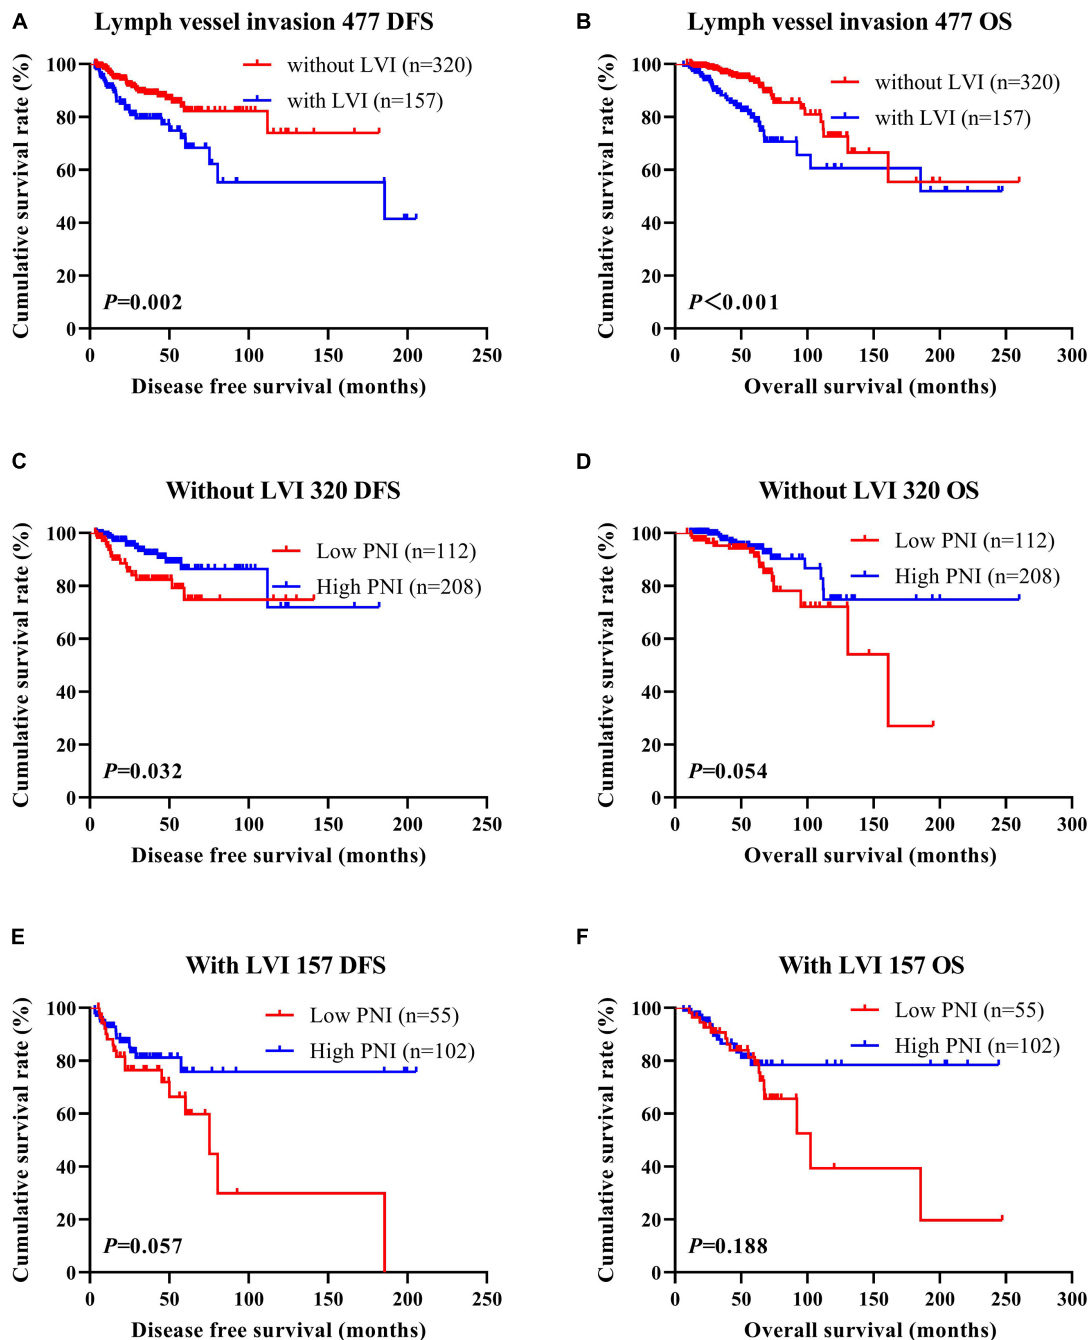 A
Lymph vessel invasion 477 DFS
Cumulative survival rate (%)
100
80
60
40
20
0
without LVI (n=320)
with LVI (n=157)
P=0.002
0 50 100 150 200 250
Disease free survival (months)
B
Lymph vessel invasion 477 OS
Cumulative survival rate (%)
100
80
60
40
20
0
without LVI (n=320)
with LVI (n=157)
P<0.001
0 50 100 150 200 250 300
Overall survival (months)
C
Without LVI 320 DFS
Cumulative survival rate (%)
100
80
60
40
20
0
Low PNI (n=112)
High PNI (n=208)
P=0.032
0 50 100 150 200 250
Disease free survival (months)
D
Without LVI 320 OS
Cumulative survival rate (%)
100
80
60
40
20
0
Low PNI (n=112)
High PNI (n=208)
P=0.054
0 50 100 150 200 250 300
Overall survival (months)
E
With LVI 157 DFS
Cumulative survival rate (%)
100
80
60
40
20
0
Low PNI (n=55)
High PNI (n=102)
P=0.057
0 50 100 150 200 250
Disease free survival (months)
F
With LVI 157 OS
Cumulative survival rate (%)
100
80
60
40
20
0
Low PNI (n=55)
High PNI (n=102)
P=0.188
0 50 100 150 200 250 300
Overall survival (months)